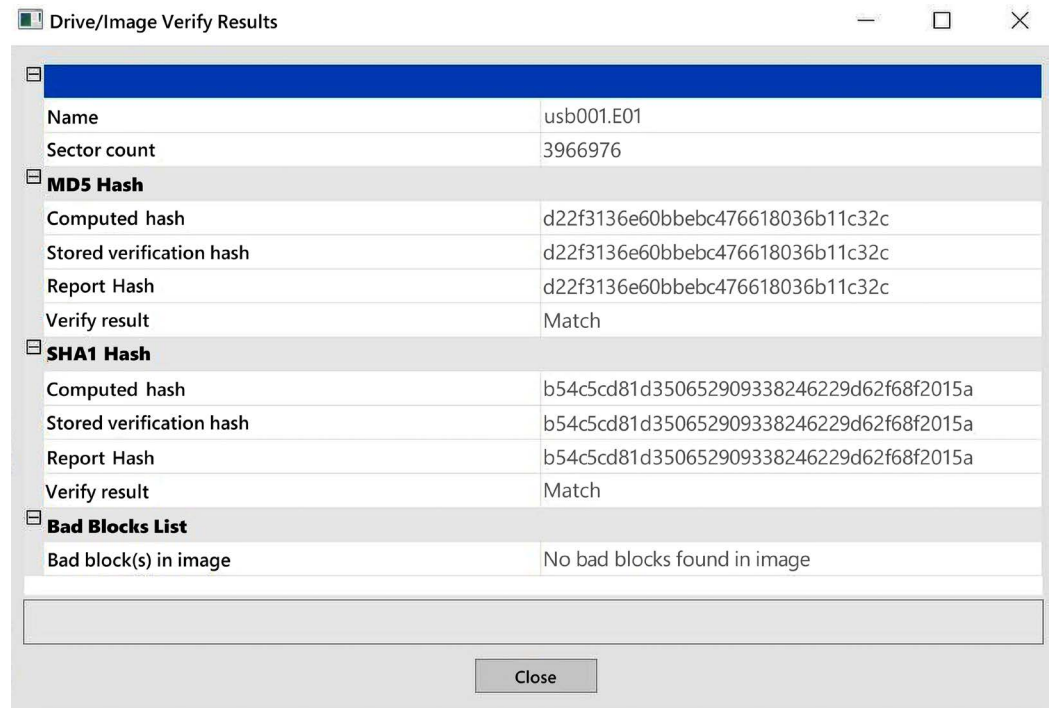 Drive/Image Verify Results
Name usb001.E01
Sector count 3966976
MD5 Hash
Computed hash d22f3136e60bbebc476618036b11c32c
Stored verification hash d22f3136e60bbebc476618036b11c32c
Report Hash d22f3136e60bbebc476618036b11c32c
Verify result Match
SHA1 Hash
Computed hash b54c5cd81d350652909338246229d62f68f2015a
Stored verification hash b54c5cd81d350652909338246229d62f68f2015a
Report Hash b54c5cd81d350652909338246229d62f68f2015a
Verify result Match
Bad Blocks List
Bad block(s) in image No bad blocks found in image
Close